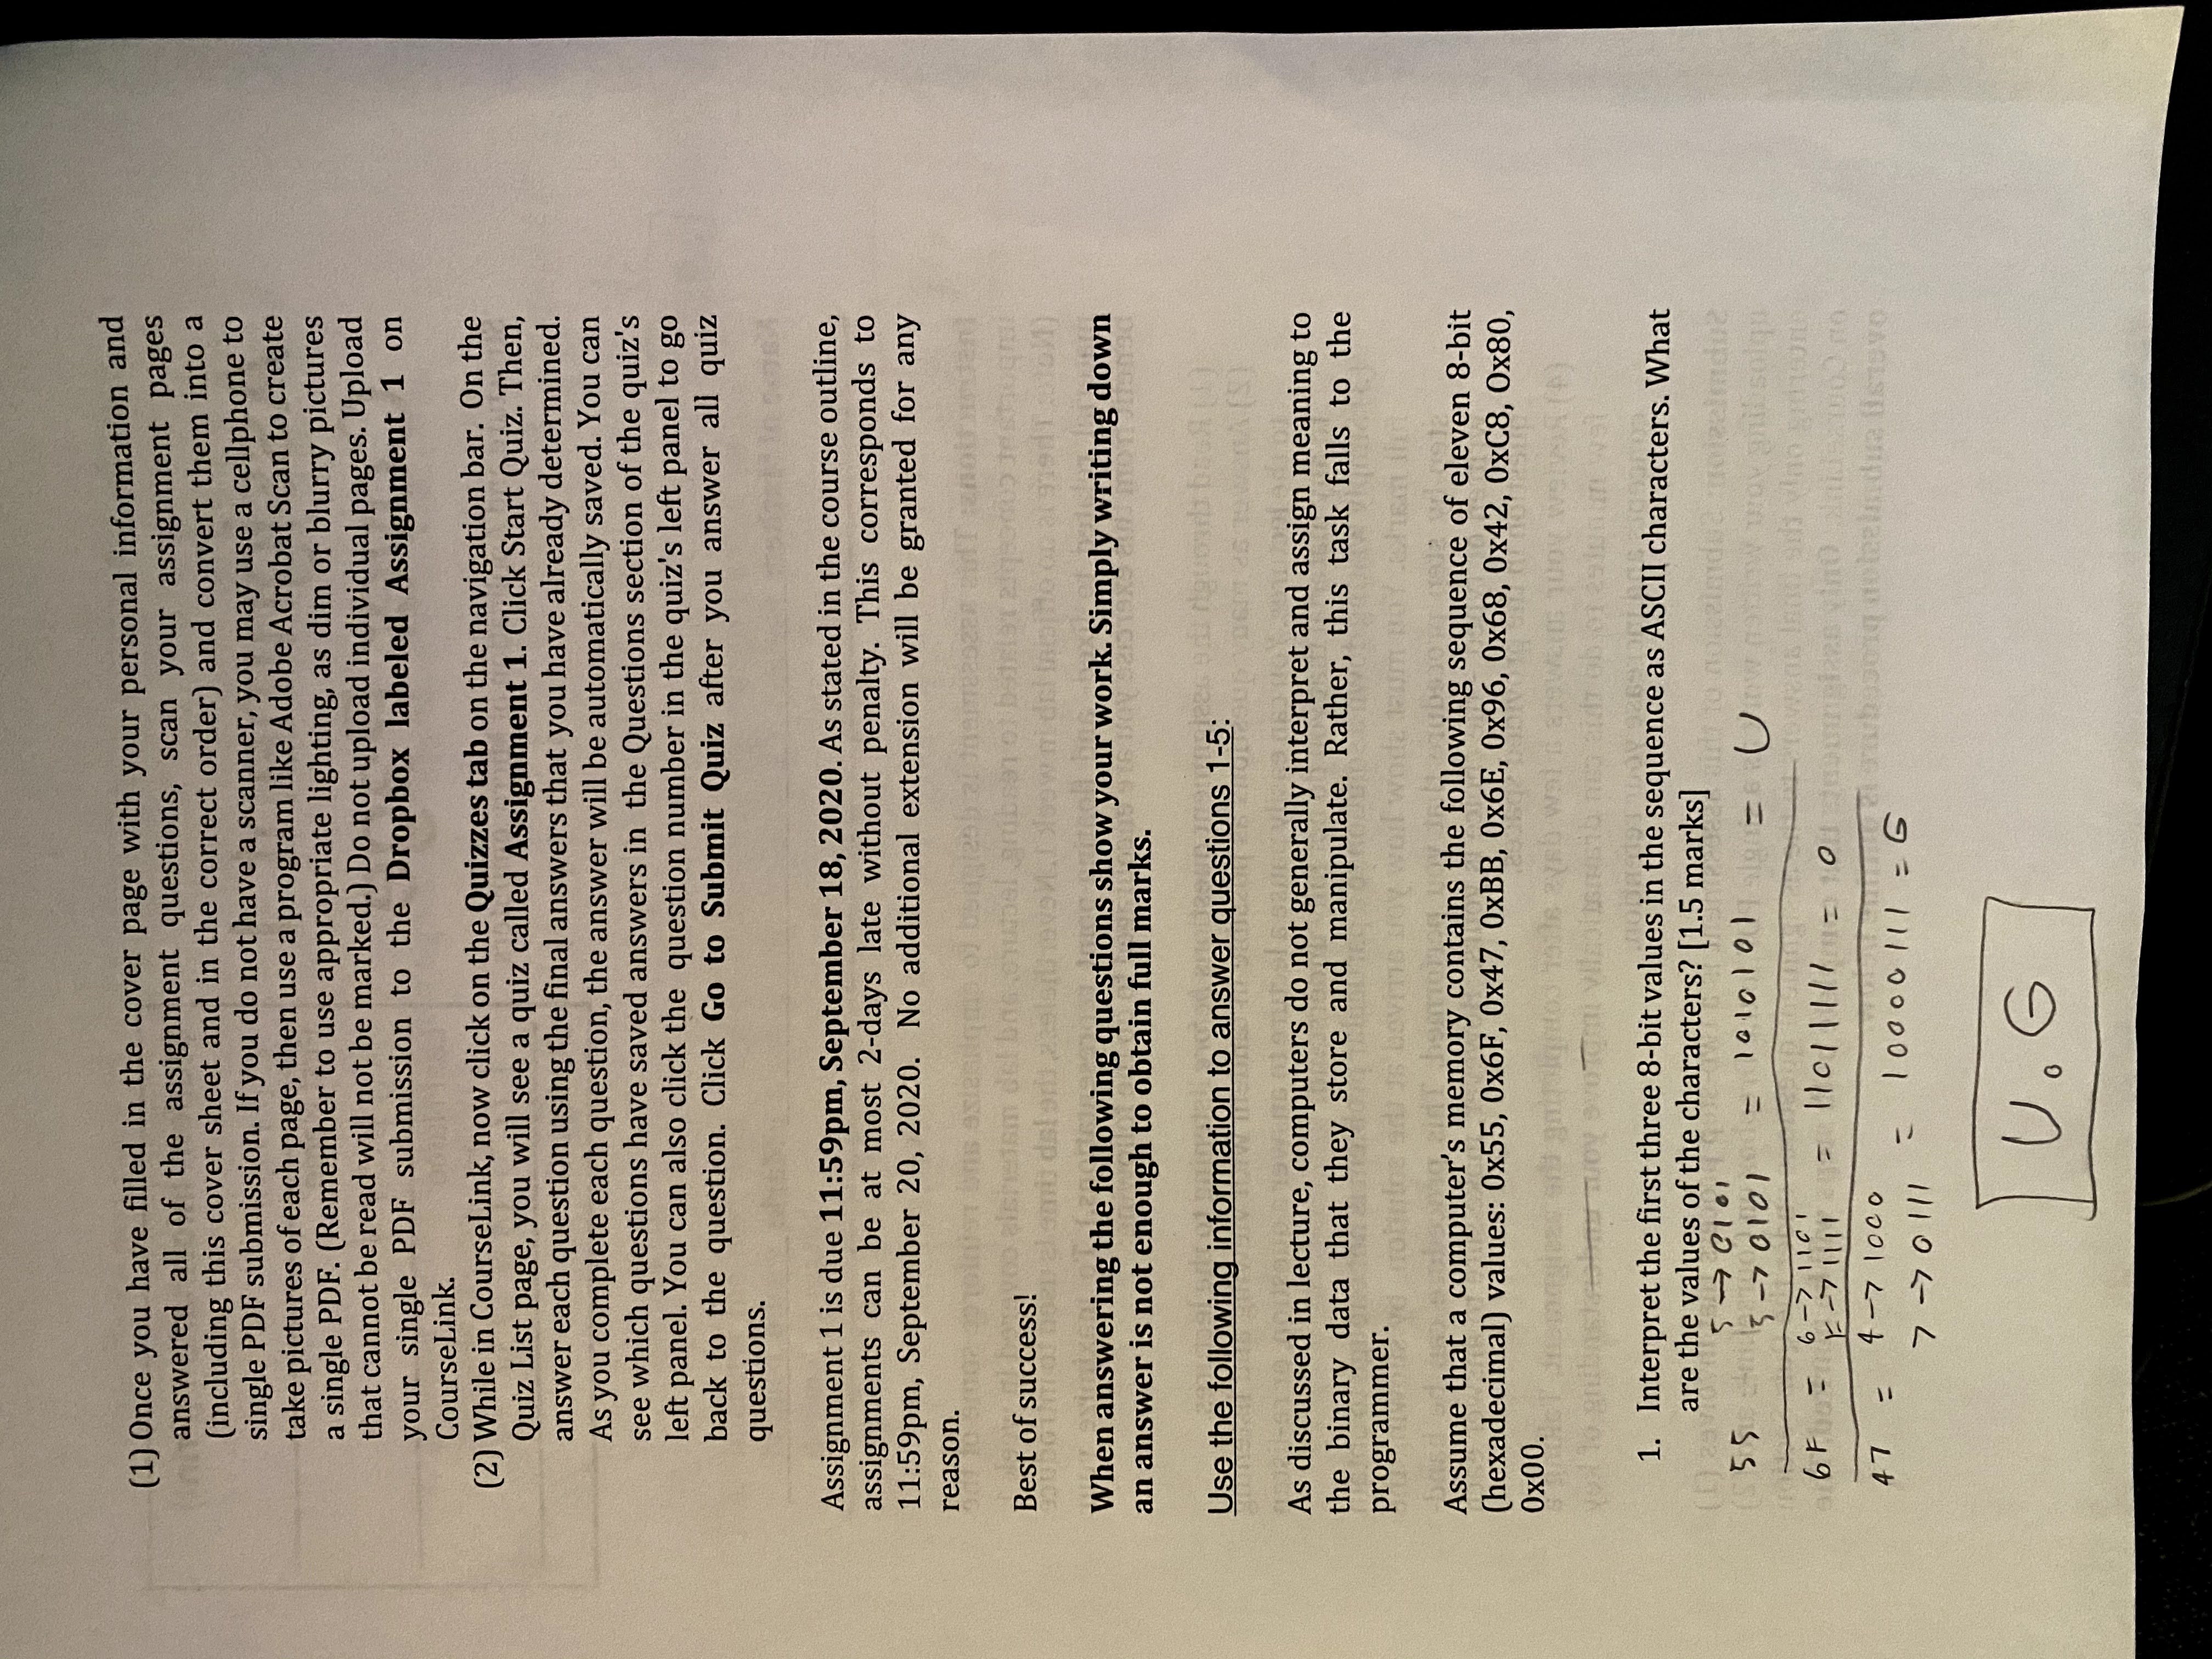 (1) Once you have filled in the cover page with your personal information and
answered all of the assignment questions, scan your assignment pages
(including this cover sheet and in the correct order) and convert them into a
single PDF submission. If you do not have a scanner, you may use a cellphone to
take pictures of each page, then use a program like Adobe Acrobat Scan to create
a single PDF. (Remember to use appropriate lighting, as dim or blurry pictures
that cannot be read will not be marked.) Do not upload individual pages. Upload
your single PDF submission to the Dropbox labeled Assignment 1 on
CourseLink.
(2) While in CourseLink, now click on the Quizzes tab on the navigation bar. On the
Quiz List page, you will see a quiz called Assignment 1. Click Start Quiz. Then,
answer each question using the final answers that you have already determined.
As you complete each question, the answer will be automatically saved. You can
see which questions have saved answers in the Questions section of the quiz's
left panel. You can also click the question number in the quiz's left panel to go
back to the question. Click Go to Submit Quiz after you answer all quiz
questions.
Assignment 1 is due 11:59pm, September 18, 2020. As stated in the course outline,
assignments can be at most 2-days late without penalty. This corresponds to
11:59pm, September 20, 2020. No additional extension will be granted for any
reason.
Best of success!
When answering the following questions show your work. Simply writing down
an answer is not enough to obtain full marks.
Use the following information to answer questions 1-5:
As discussed in lecture, computers do not generally interpret and assign meaning to
the binary data that they store and manipulate. Rather, this task falls to the
programmer.
Assume that a computer's memory contains the following sequence of eleven 8-bit
(hexadecimal) values: 0x55, 0x6F, 0x47, 0xBB, 0x6E, 0x96, 0x68, 0x42, 0xC8, Ox80,
0x00.
1. Interpret the first three 8-bit values in the sequence as ASCII characters. What
are the values of the characters? [1.5 marks]
5 → 0101
55 5 → 0101 = 1010101 = U
6F = 6 → 1101
F → 1111 = 11011111 = o
47 = 4 → 1000
7 → 0111 = 10000111 = G
U o G